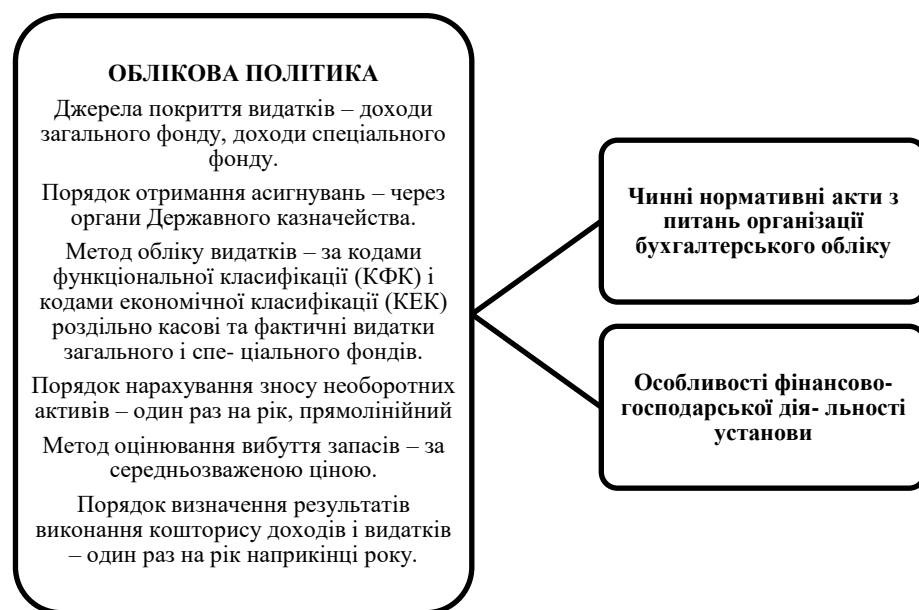 ОБЛІКОВА ПОЛІТИКА
Джерела покриття видатків – доходи
загального фонду, доходи спеціального
фонду.
Порядок отримання асигнувань – через
органи Державного казначейства.
Метод обліку видатків – за кодами
функціональної класифікації (КФК) і
кодами економічної класифікації (КЕК)
роздільно касові та фактичні видатки
загального і спе- ціального фондів.
Порядок нарахування зносу необоротних
активів – один раз на рік, прямолінійний
Метод оцінювання вибуття запасів – за
середньозваженою ціною.
Порядок визначення результатів
виконання кошторису доходів і видатків
– один раз на рік наприкінці року.
Чинні нормативні акти з
питань організації
бухгалтерського обліку
Особливості фінансово-
господарської дія- льності
установи